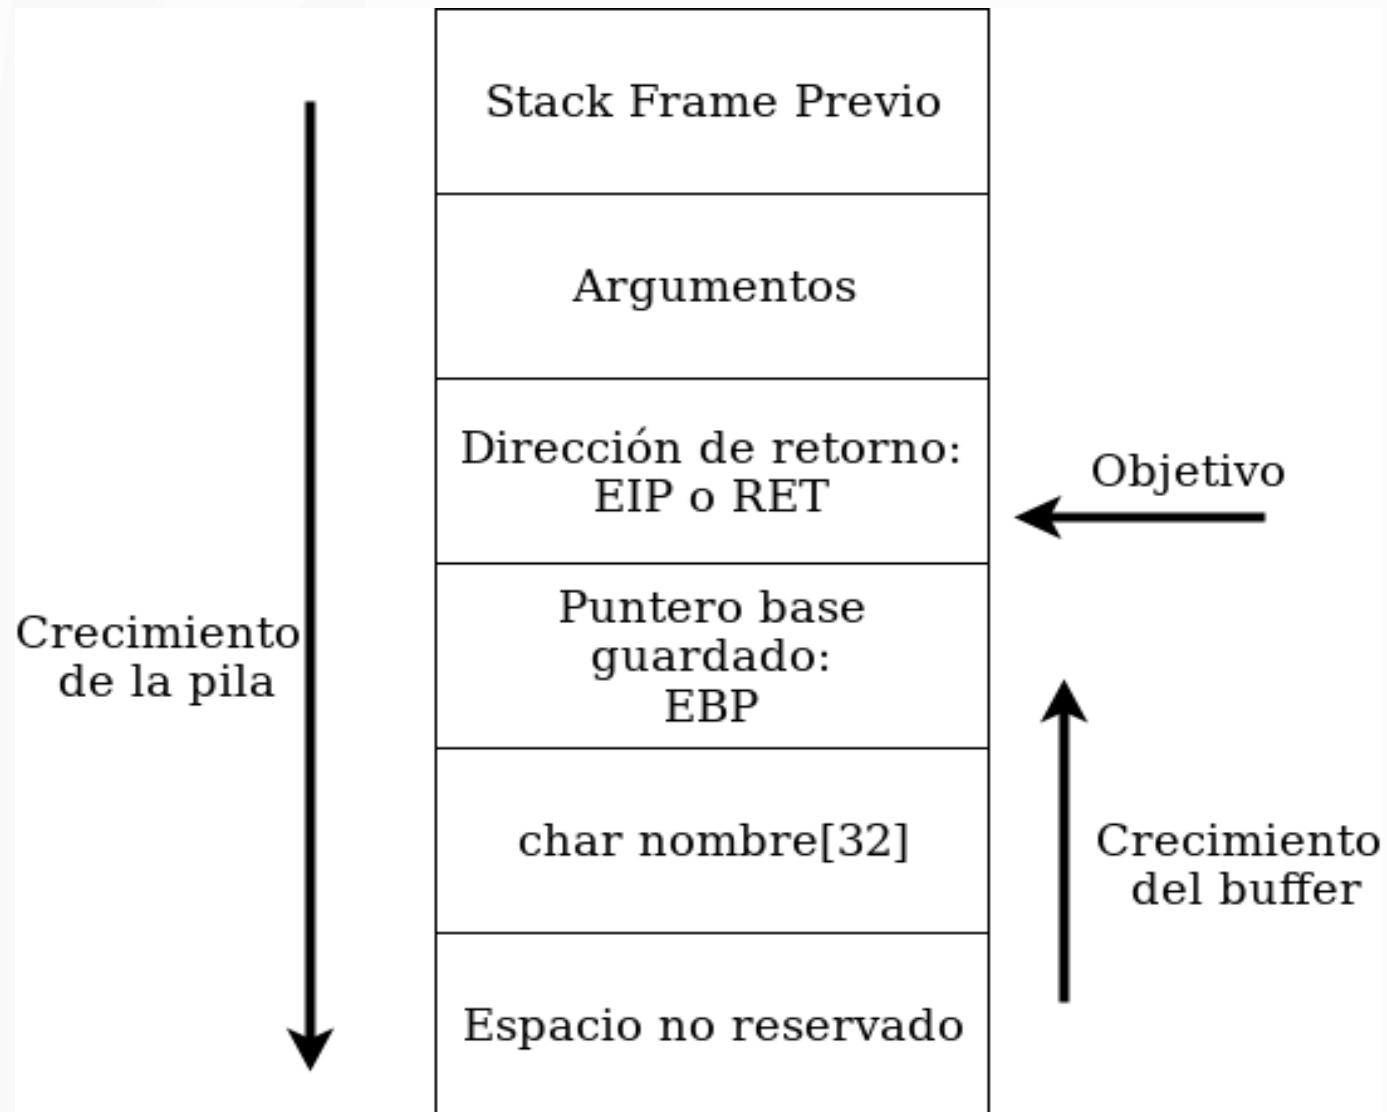 Stack Frame Previo
Argumentos
Dirección de retorno:
EIP o RET
Objetivo
Puntero base
guardado:
EBP
Crecimiento
de la pila
char nombre[32]
Crecimiento
del buffer
Espacio no reservado